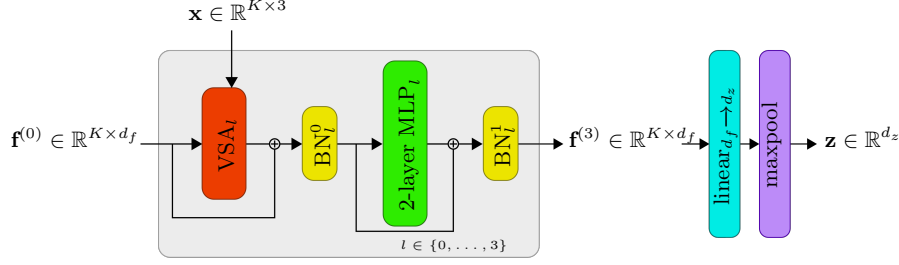 𝐱 ∈ ℝ^{K×3}
𝐟^{(0)} ∈ ℝ^{K×d_f}
VSA_l
BN_l^0
2-layer MLP_l
BN_l^1
l ∈ {0, . . . , 3}
𝐟^{(3)} ∈ ℝ^{K×d_f}
linear_{d_f→d_z}
maxpool
𝐳 ∈ ℝ^{d_z}